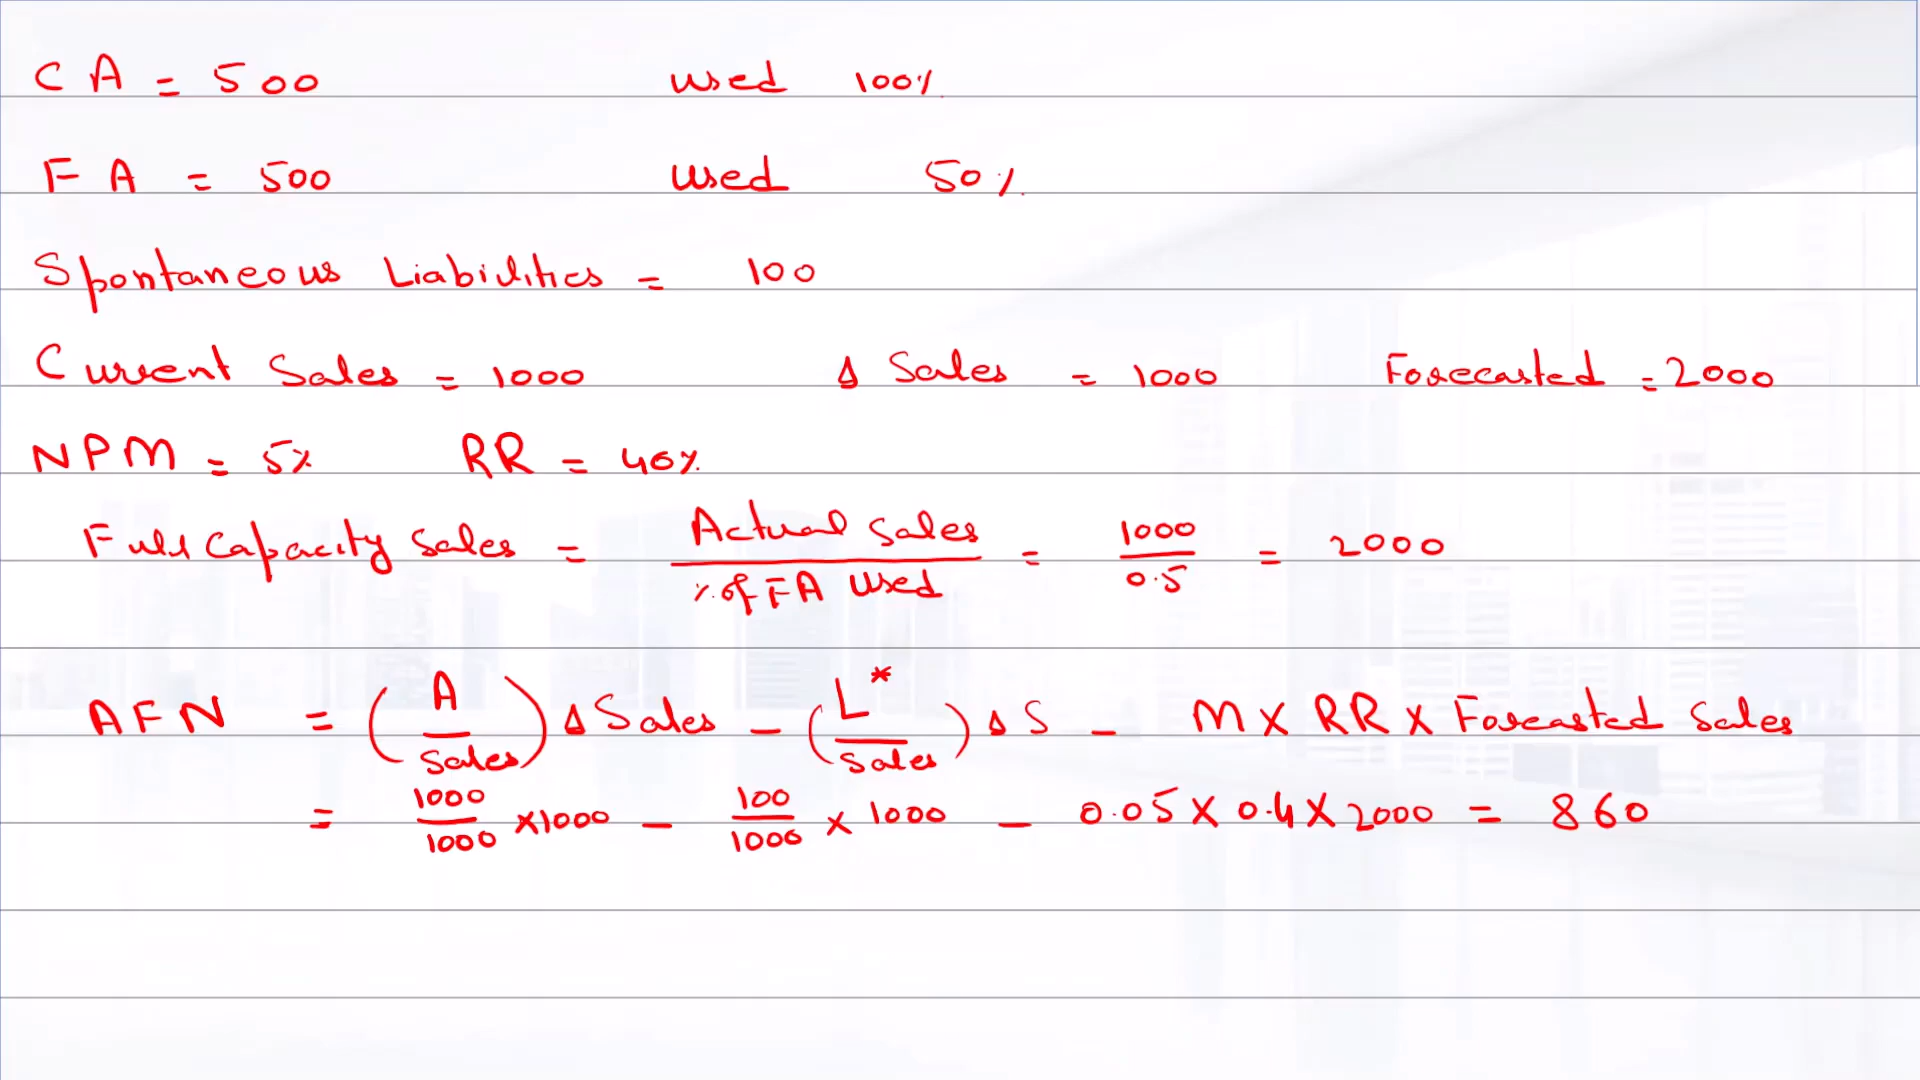 CA = 500 used 100%
FA = 500 used 50%
Spontaneous Liabilities = 100
Current Sales = 1000 Δ Sales = 1000 Forecasted = 2000
NPM = 5% RR = 40%
Full Capacity Sales = Actual Sales / % of FA Used = 1000 / 0.5 = 2000
AFN = (A / Sales) Δ Sales - (L* / Sales) Δ S - M × RR × Forecasted Sales
= 1000 / 1000 × 1000 - 100 / 1000 × 1000 - 0.05 × 0.4 × 2000 = 860